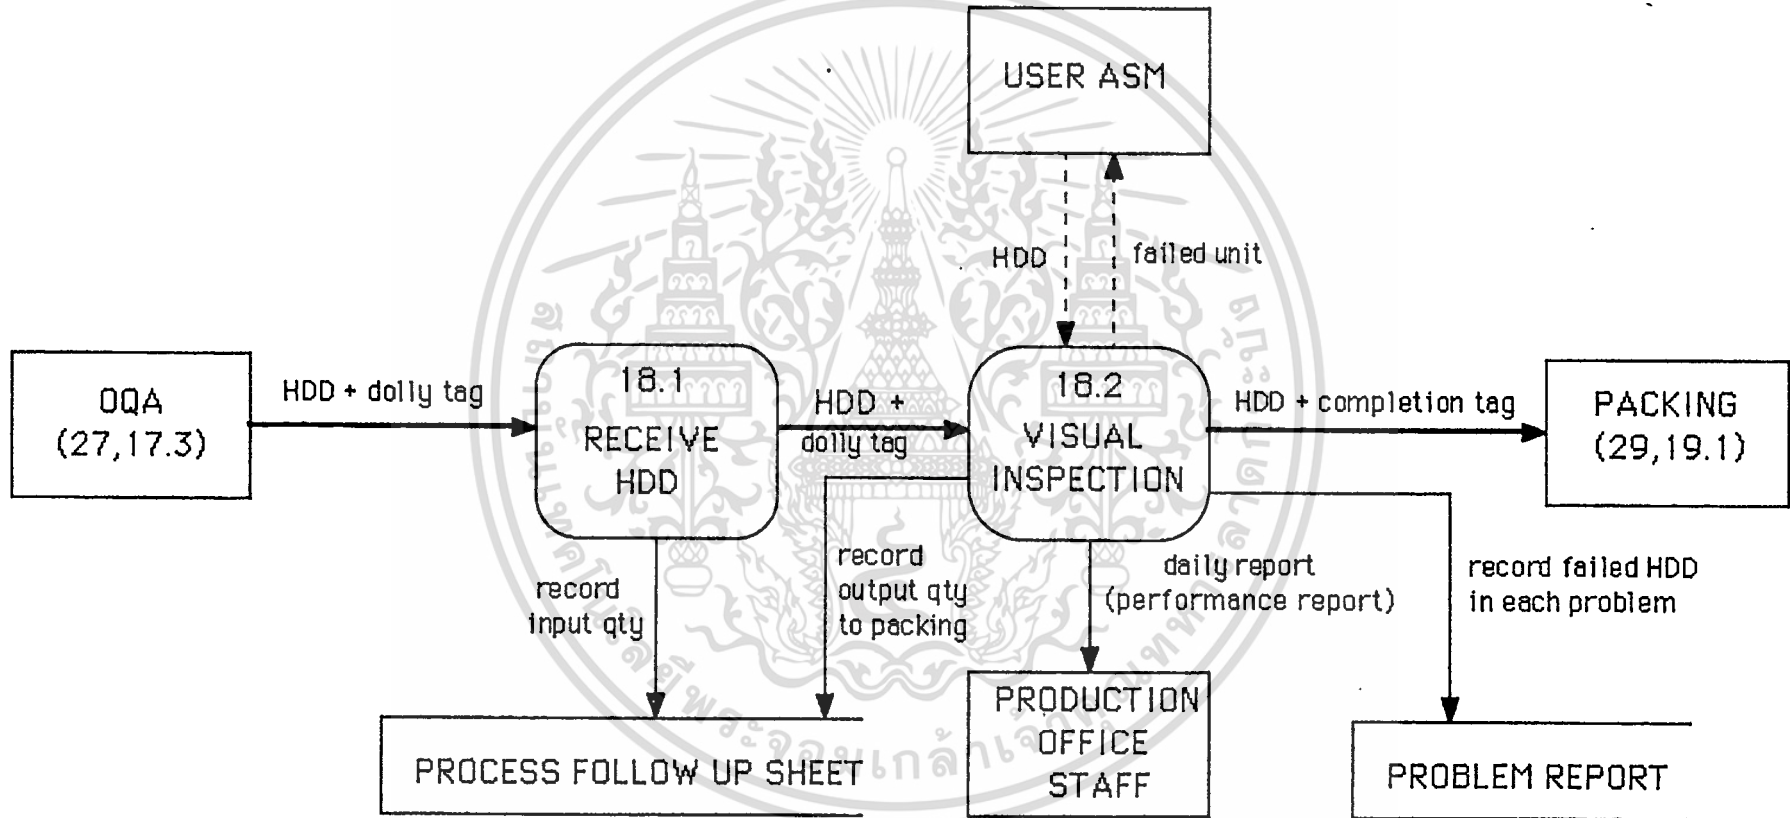 USER ASM
HDD
failed unit
OQA
(27,17.3)
HDD + dolly tag
18.1
RECEIVE
HDD
HDD +
dolly tag
18.2
VISUAL
INSPECTION
HDD + completion tag
PACKING
(29,19.1)
record
input qty
record
output qty
to packing
daily report
(performance report)
record failed HDD
in each problem
PROCESS FOLLOW UP SHEET
PRODUCTION
OFFICE
STAFF
PROBLEM REPORT